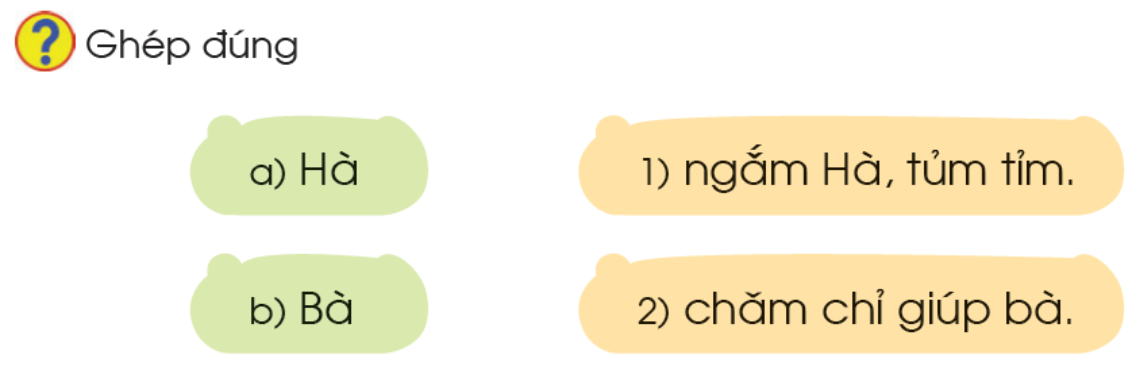 ? Ghép đúng
a) Hà
1) ngắm Hà, tủm tỉm.
b) Bà
2) chăm chỉ giúp bà.